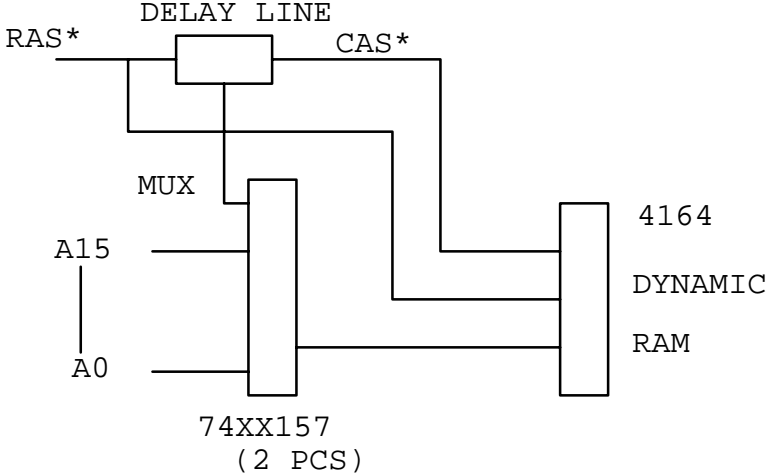 DELAY LINE
RAS*
CAS*
MUX
4164
A15
DYNAMIC
RAM
A0
74XX157
(2 PCS)